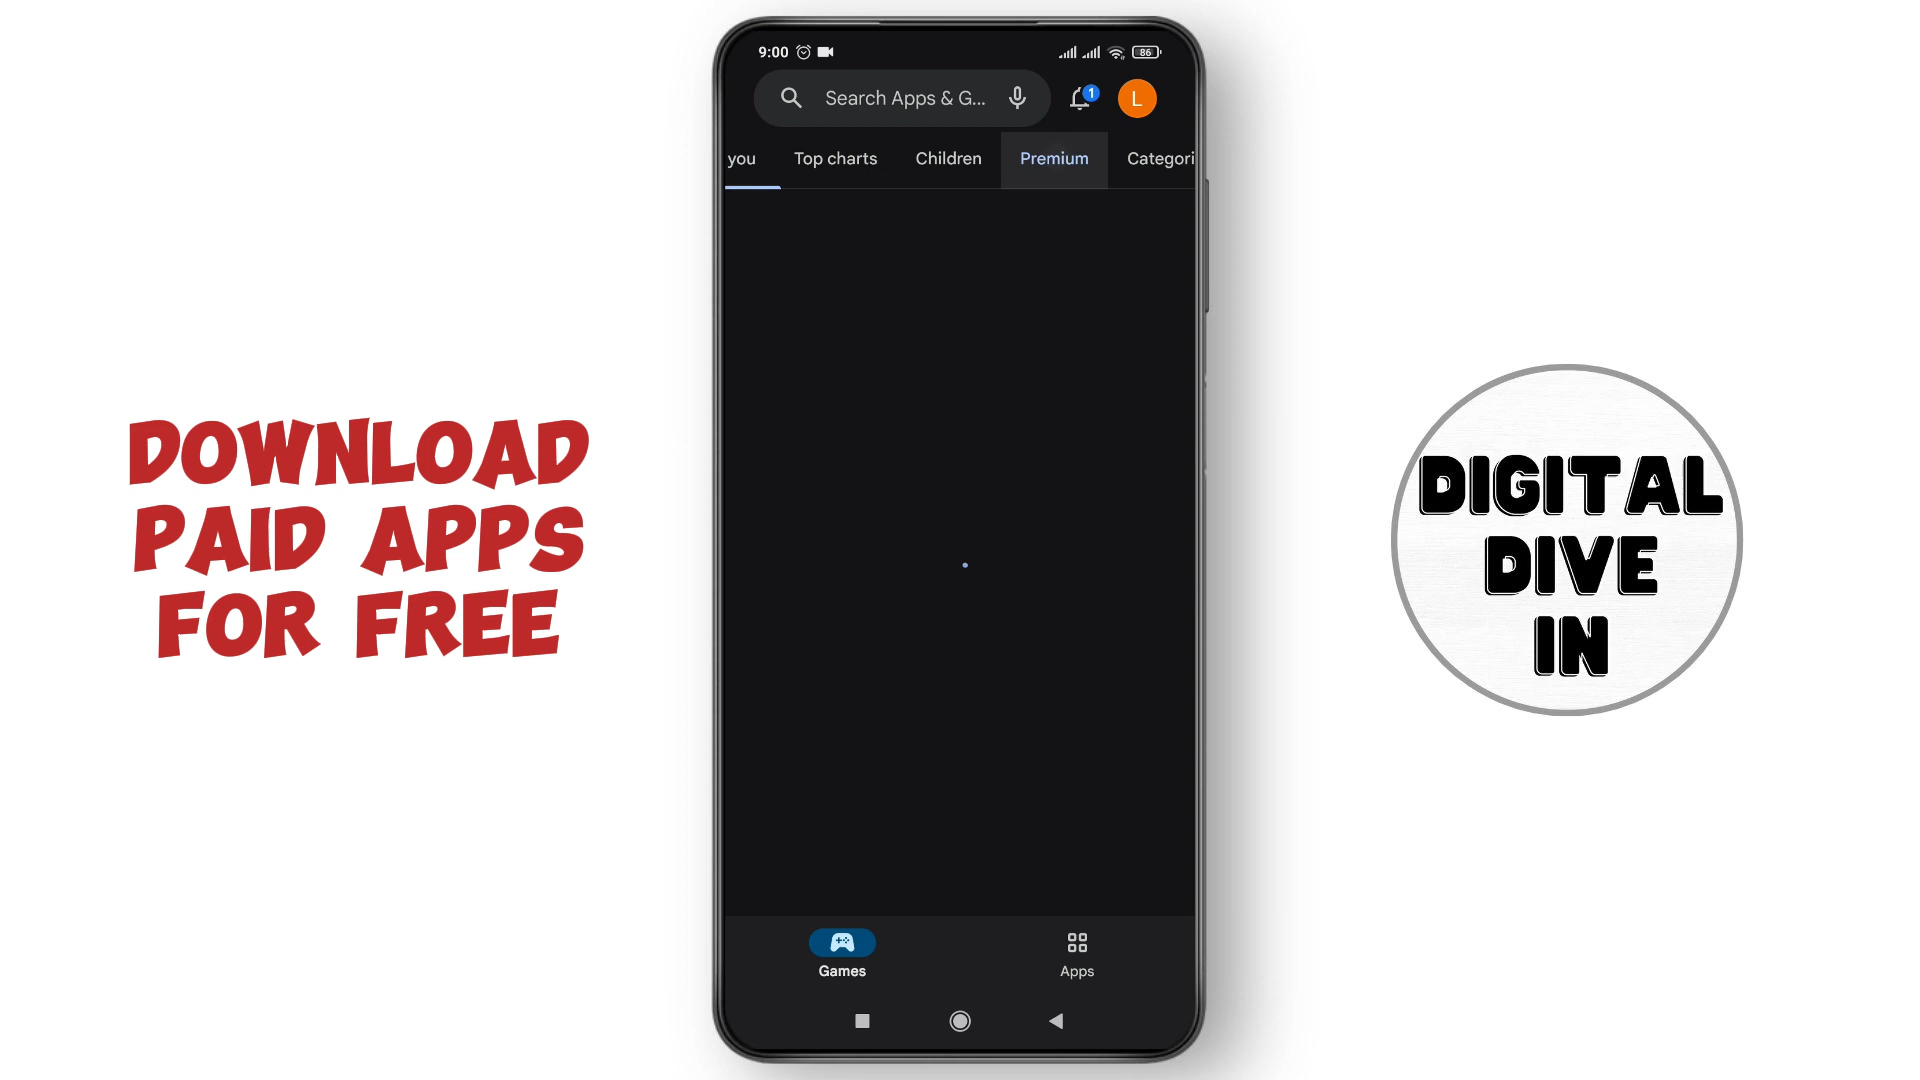 9:00
86
Search Apps & G...
1
L
you
Top charts
Children
Premium
Categori
DOWNLOAD
PAID APPS
FOR FREE
DIGITAL
DIVE
IN
Games
Apps